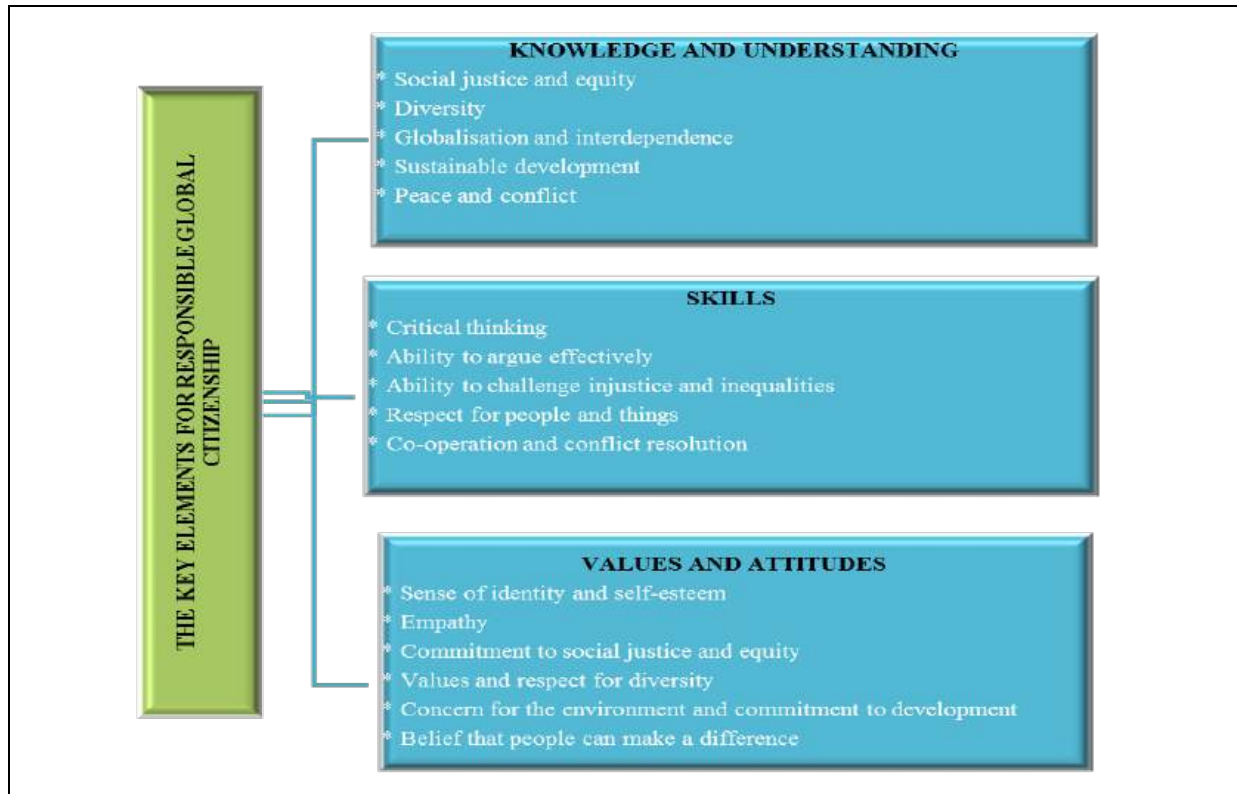 THE KEY ELEMENTS FOR RESPONSIBLE GLOBAL
CITIZENSHIP
KNOWLEDGE AND UNDERSTANDING
* Social justice and equity
* Diversity
* Globalisation and interdependence
* Sustainable development
* Peace and conflict
SKILLS
* Critical thinking
* Ability to argue effectively
* Ability to challenge injustice and inequalities
* Respect for people and things
* Co-operation and conflict resolution
VALUES AND ATTITUDES
* Sense of identity and self-esteem
* Empathy
* Commitment to social justice and equity
* Values and respect for diversity
* Concern for the environment and commitment to development
* Belief that people can make a difference